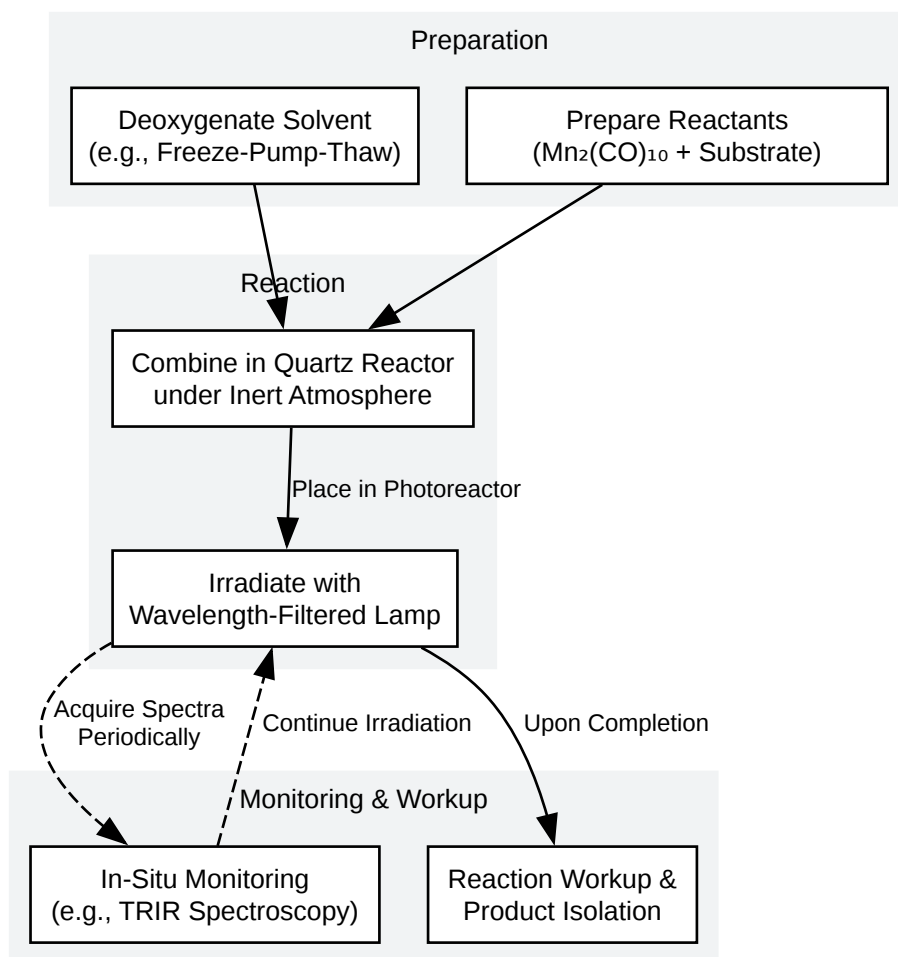 Preparation
Deoxygenate Solvent
(e.g., Freeze-Pump-Thaw)
Prepare Reactants
(Mn₂(CO)₁₀ + Substrate)
Reaction
Combine in Quartz Reactor
under Inert Atmosphere
Place in Photoreactor
Irradiate with
Wavelength-Filtered Lamp
Acquire Spectra
Periodically
Continue Irradiation
Upon Completion
Monitoring & Workup
In-Situ Monitoring
(e.g., TRIR Spectroscopy)
Reaction Workup &
Product Isolation